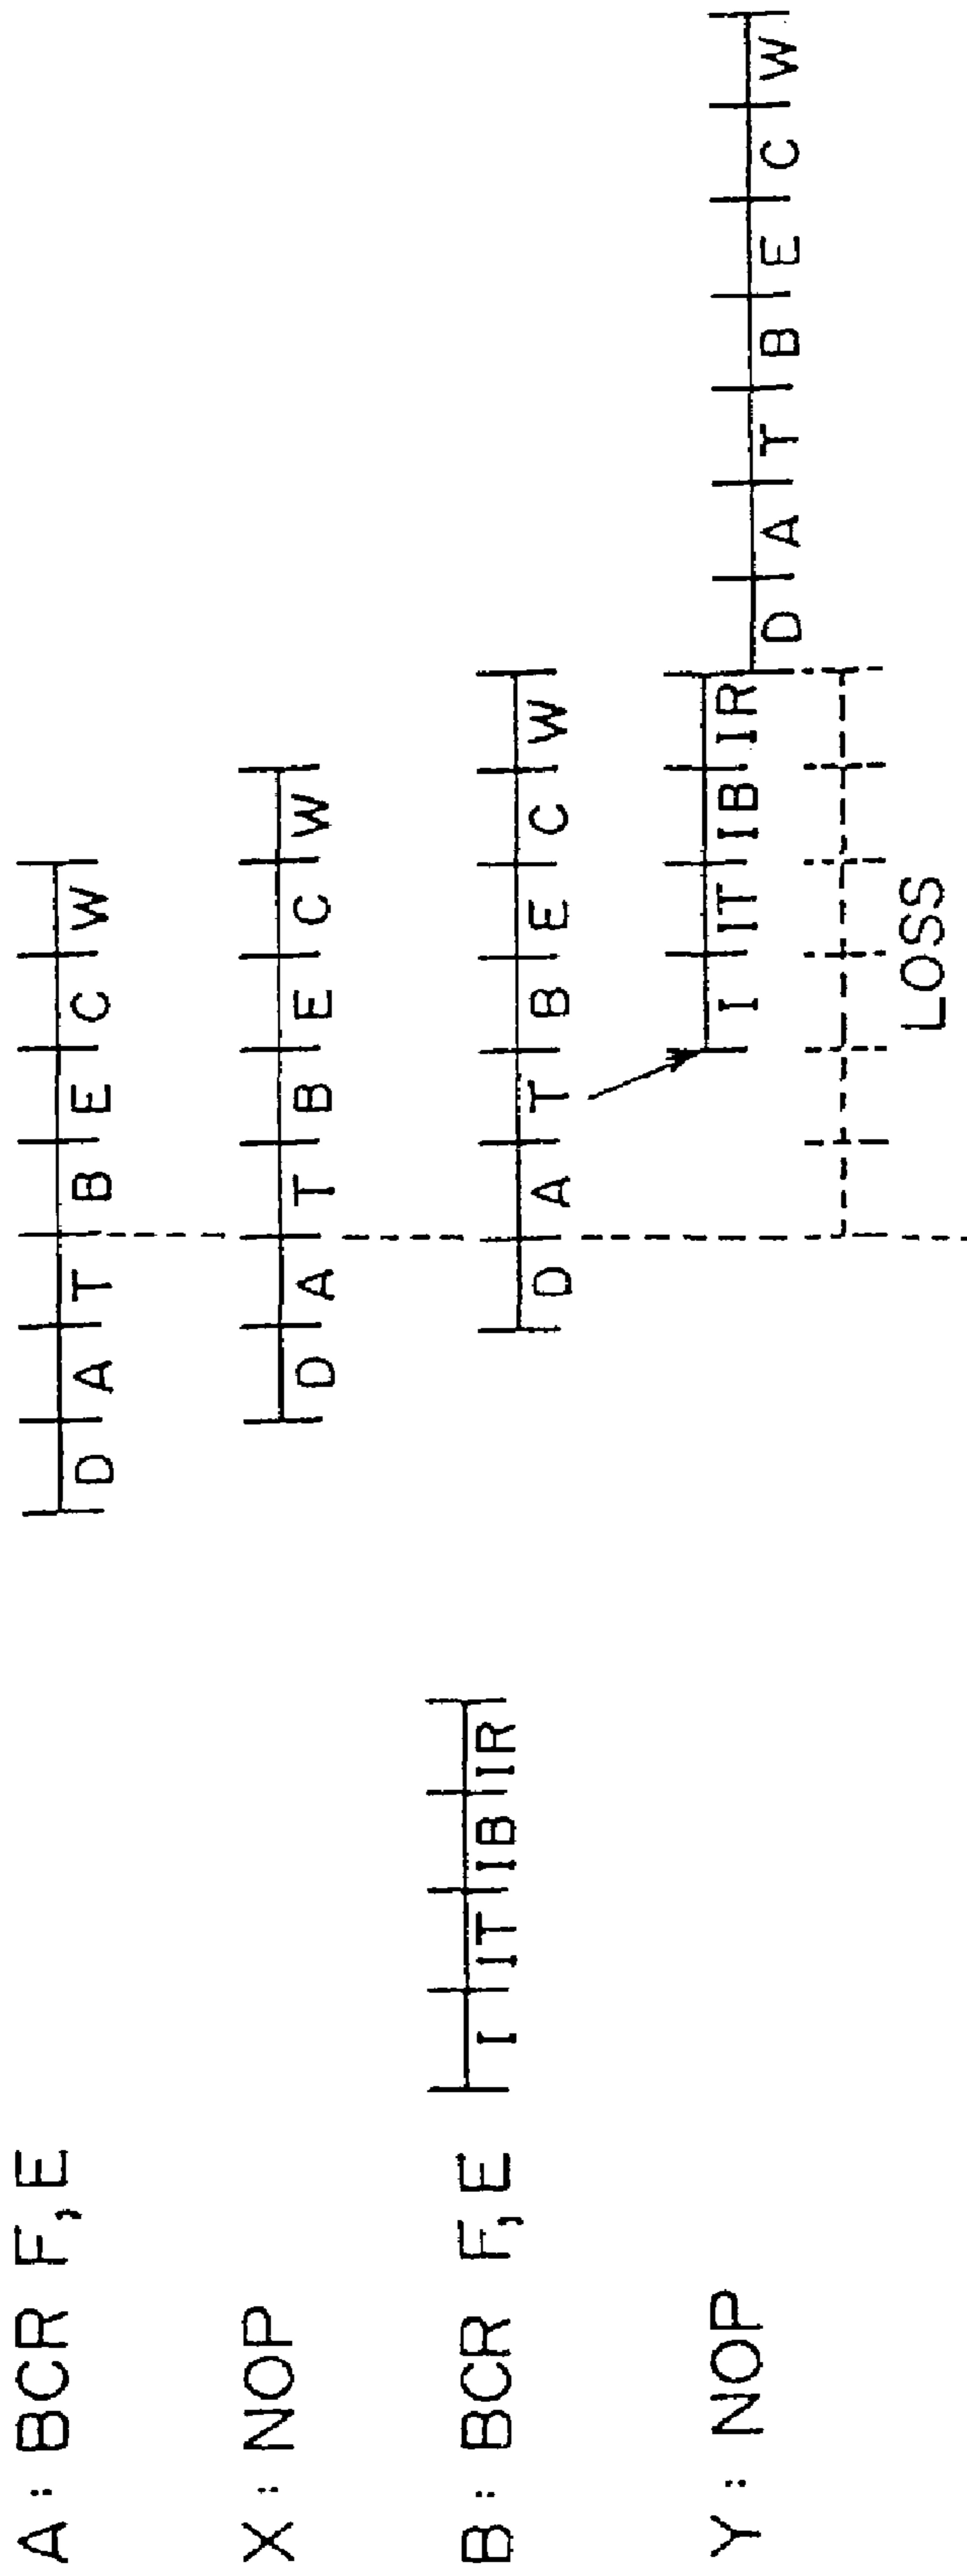 A : BCR F,E D A T B E C W
X : NOP D A T B E C W
B : BCR F,E I IT IB IR D A T B E C W
Y : NOP I IT IB IR D A T B E C W
LOSS